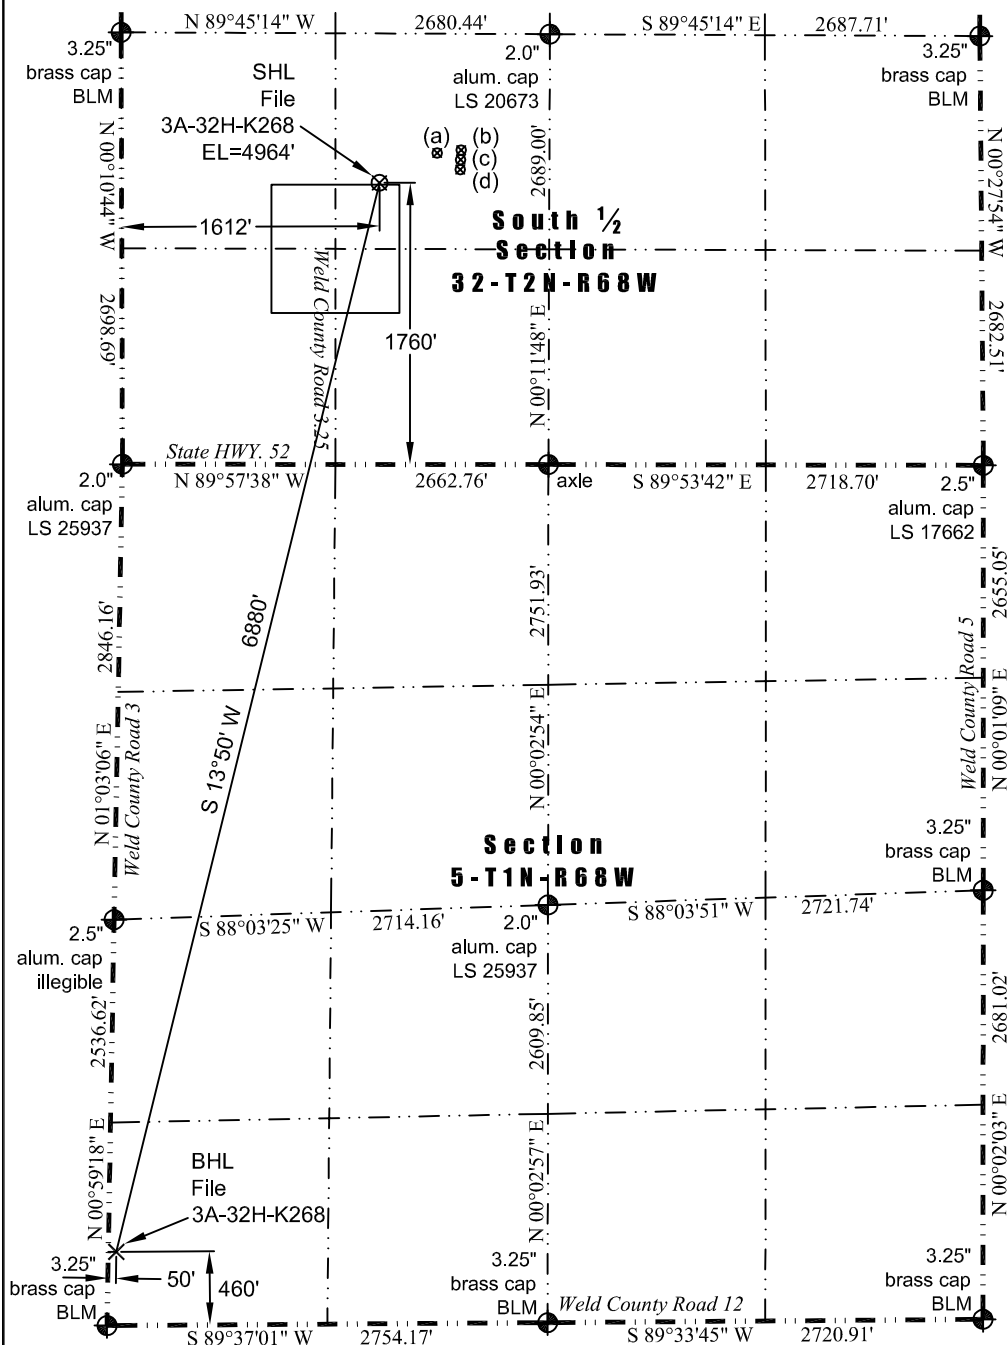 N 89°45'14" W
2680.44'
S 89°45'14" E
2687.71'
3.25"
brass cap
BLM
SHL
File
3A-32H-K268
EL=4964'
2.0"
alum. cap
LS 20673
3.25"
brass cap
BLM
(a)
(b)
(c)
(d)
N 00°10'44" W
2698.69'
2689.00'
N 00°11'48" E
N 00°27'54" W
2682.51'
South ½
Section
32-T2N-R68W
1612'
Weld County Road 3.25
1760'
State HWY. 52
N 89°57'38" W
2662.76'
axle
S 89°53'42" E
2718.70'
2.0"
alum. cap
LS 25937
2.5"
alum. cap
LS 17662
2846.16'
N 01°03'06" E
Weld County Road 3
6880'
S 13°50' W
2751.93'
N 00°02'54" E
2655.05'
N 00°01'09" E
Weld County Road 5
Section
5-T1N-R68W
3.25"
brass cap
BLM
S 88°03'25" W
2714.16'
S 88°03'51" W
2721.74'
2.5"
alum. cap
illegible
2.0"
alum. cap
LS 25937
2536.62'
N 00°59'18" E
2609.85'
N 00°02'57" E
2681.02'
N 00°02'03" E
BHL
File
3A-32H-K268
50'
460'
3.25"
brass cap
BLM
3.25"
brass cap
BLM
3.25"
brass cap
BLM
Weld County Road 12
S 89°37'01" W
2754.17'
S 89°33'45" W
2720.91'